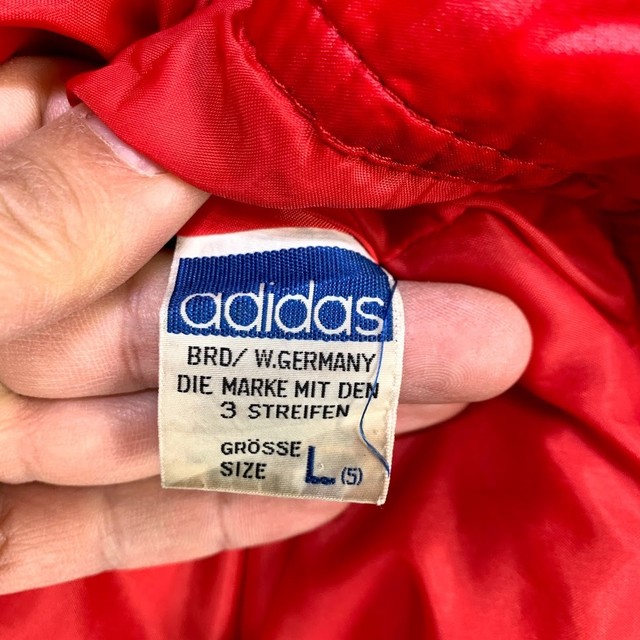 adidas
BRD/ W.GERMANY
DIE MARKE MIT DEN
3 STREIFEN
GRÖSSE
SIZE L (5)